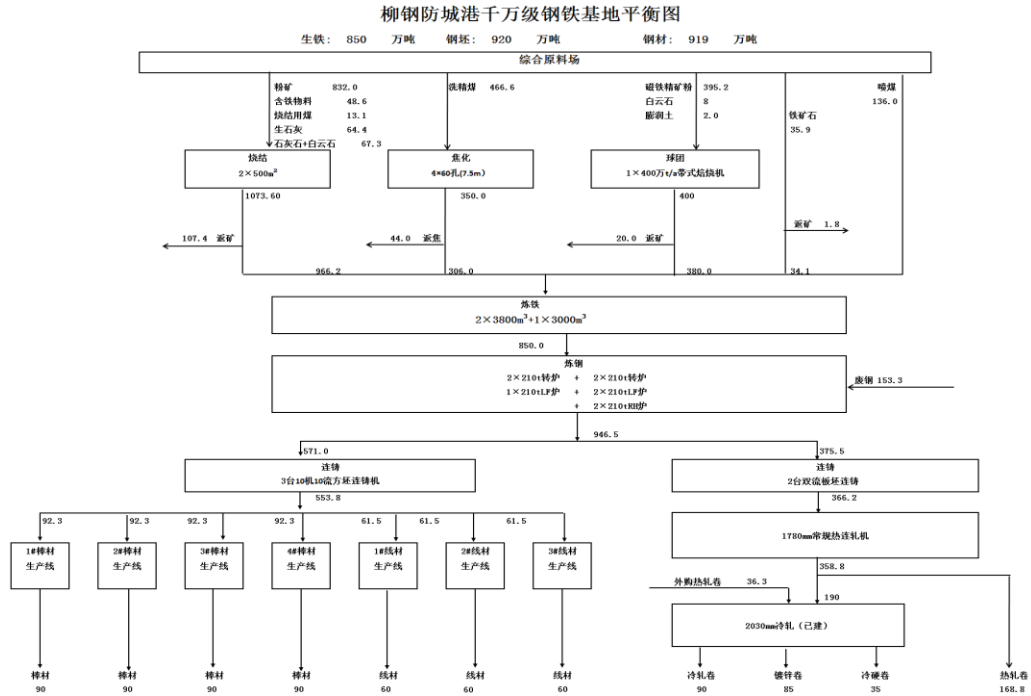 柳钢防城港千万级钢铁基地平衡图
生铁: 850 万吨 钢坯: 920 万吨 钢材: 919 万吨
综合原料场
粉矿 832.0
含铁物料 48.6
烧结用煤 13.1
生石灰 64.4
石灰石+白云石 67.3
洗精煤 466.6
磁铁精矿粉 395.2
白云石 8
膨润土 2.0
铁矿石
35.9
喷煤
136.0
烧结
2×500m²
焦化
4*60孔(7.5m)
球团
1×400万t/a带式焙烧机
1073.60
350.0
400
107.4 返矿
44.0 返焦
20.0 返矿
返矿 1.8
966.2
306.0
380.0
34.1
炼铁
2×3800m³+1×3000m³
850.0
炼钢
2×210t转炉 + 2×210t转炉
1×210tLF炉 + 2×210tLF炉
+ 2×210tRH炉
废钢 153.3
946.5
571.0
375.5
连铸
3台10机10流方坯连铸机
连铸
2台双流板坯连铸
553.8
366.2
92.3 92.3 92.3 92.3 61.5 61.5 61.5
1#棒材
生产线
2#棒材
生产线
3#棒材
生产线
4#棒材
生产线
1#线材
生产线
2#线材
生产线
3#线材
生产线
1780mm常规热连轧机
358.8
外购热轧卷 36.3
190
2030mm冷轧（已建）
棒材 棒材 棒材 棒材 线材 线材 线材 冷轧卷 镀锌卷 冷硬卷 热轧卷
90 90 90 90 60 60 60 90 85 35 168.8